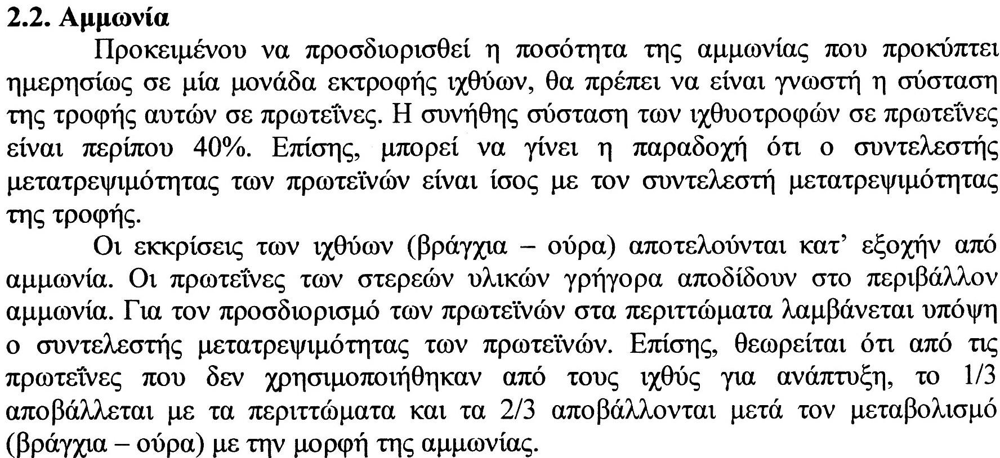 2.2. Αμμωνία
Προκειμένου να προσδιορισθεί η ποσότητα της αμμωνίας που προκύπτει
ημερησίως σε μία μονάδα εκτροφής ιχθύων, θα πρέπει να είναι γνωστή η σύσταση
της τροφής αυτών σε πρωτεΐνες. Η συνήθης σύσταση των ιχθυοτροφών σε πρωτεΐνες
είναι περίπου 40%. Επίσης, μπορεί να γίνει η παραδοχή ότι ο συντελεστής
μετατρεψιμότητας των πρωτεϊνών είναι ίσος με τον συντελεστή μετατρεψιμότητας
της τροφής.
Οι εκκρίσεις των ιχθύων (βράγχια – ούρα) αποτελούνται κατ’ εξοχήν από
αμμωνία. Οι πρωτεΐνες των στερεών υλικών γρήγορα αποδίδουν στο περιβάλλον
αμμωνία. Για τον προσδιορισμό των πρωτεϊνών στα περιττώματα λαμβάνεται υπόψη
ο συντελεστής μετατρεψιμότητας των πρωτεϊνών. Επίσης, θεωρείται ότι από τις
πρωτεΐνες που δεν χρησιμοποιήθηκαν από τους ιχθύς για ανάπτυξη, το 1/3
αποβάλλεται με τα περιττώματα και τα 2/3 αποβάλλονται μετά τον μεταβολισμό
(βράγχια – ούρα) με την μορφή της αμμωνίας.